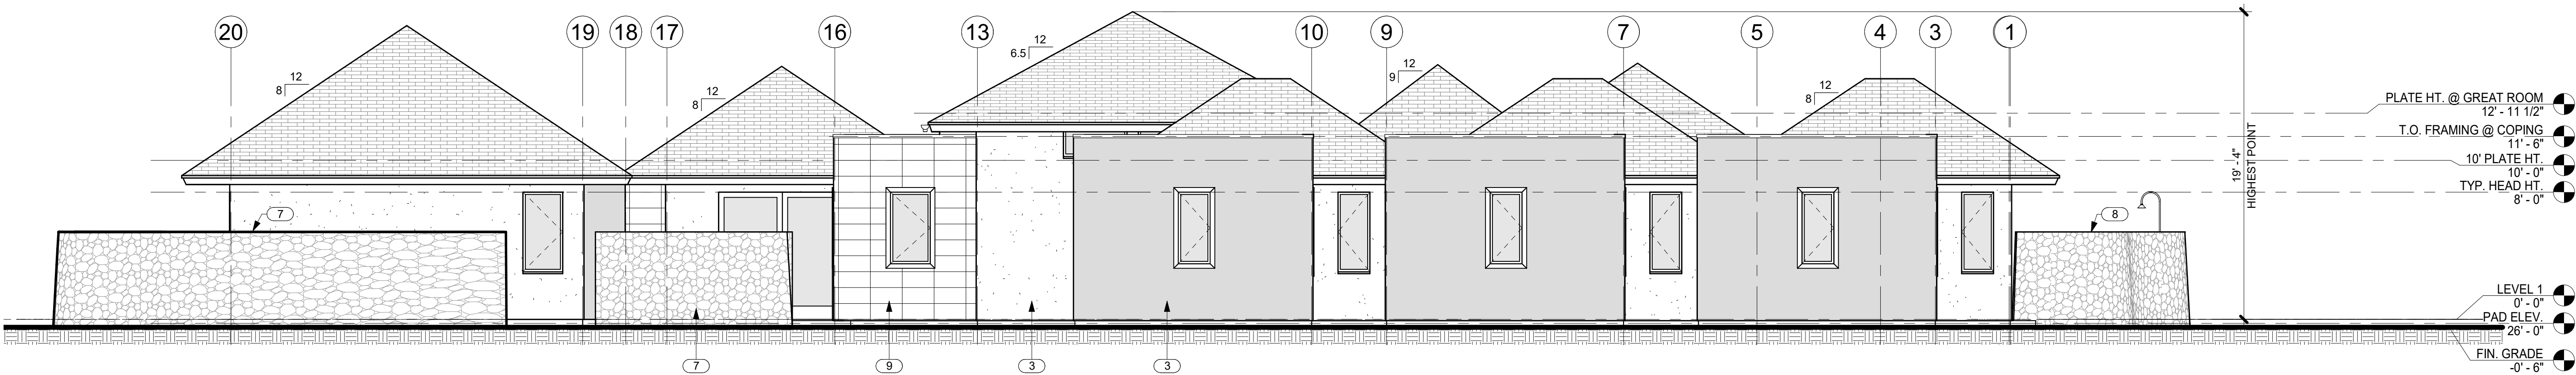 20
19
18
17
16
13
10
9
7
5
4
3
1
12
8
12
8
12
6.5
12
9
12
8
PLATE HT. @ GREAT ROOM
12' - 11 1/2"
T.O. FRAMING @ COPING
11' - 6"
10' PLATE HT.
10' - 0"
TYP. HEAD HT.
8' - 0"
19' - 4"
HIGHEST POINT
7
8
LEVEL 1
0' - 0"
PAD ELEV.
26' - 0"
FIN. GRADE
-0' - 6"
7
9
3
3